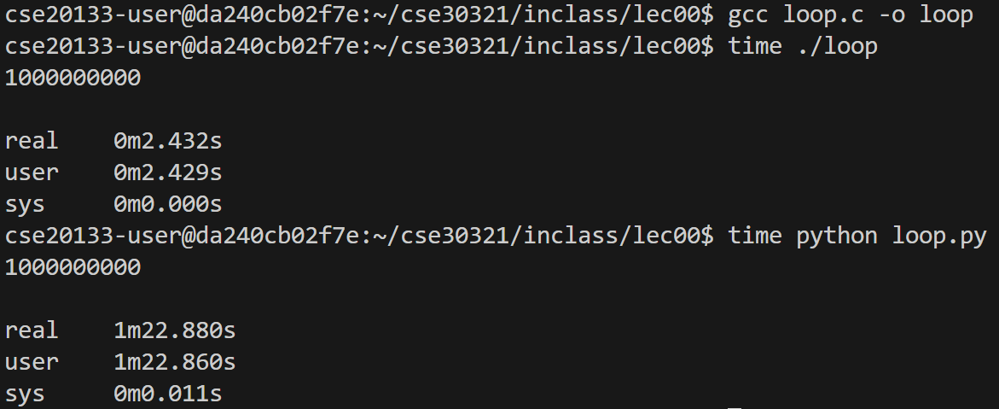 cse20133-user@da240cb02f7e:~/cse30321/inclass/lec00$ gcc loop.c -o loop
cse20133-user@da240cb02f7e:~/cse30321/inclass/lec00$ time ./loop
1000000000
real    0m2.432s
user    0m2.429s
sys     0m0.000s
cse20133-user@da240cb02f7e:~/cse30321/inclass/lec00$ time python loop.py
1000000000
real    1m22.880s
user    1m22.860s
sys     0m0.011s